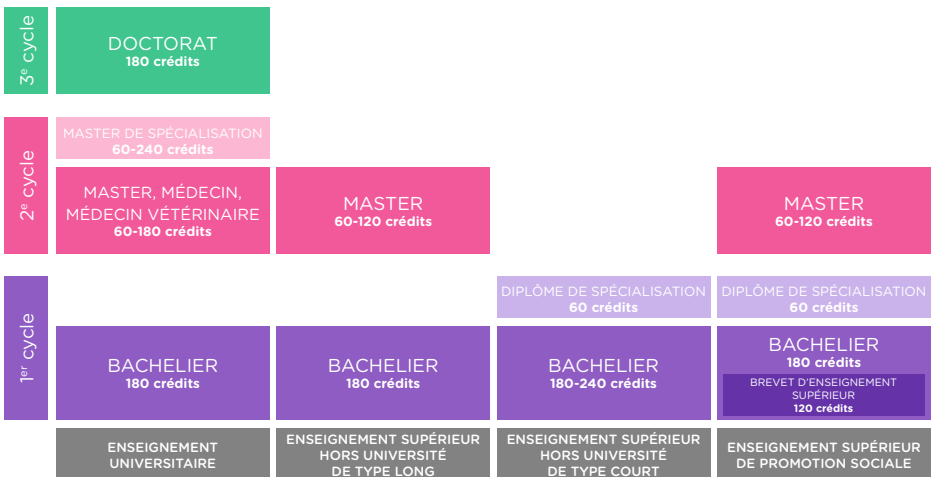 3e cycle
DOCTORAT
180 crédits
2e cycle
MASTER DE SPÉCIALISATION
60-240 crédits
MASTER, MÉDECIN,
MÉDECIN VÉTÉRINAIRE
60-180 crédits
MASTER
60-120 crédits
MASTER
60-120 crédits
1er cycle
DIPLÔME DE SPÉCIALISATION
60 crédits
DIPLÔME DE SPÉCIALISATION
60 crédits
BACHELIER
180 crédits
BACHELIER
180 crédits
BACHELIER
180-240 crédits
BACHELIER
180 crédits
BREVET D'ENSEIGNEMENT
SUPÉRIEUR
120 crédits
ENSEIGNEMENT
UNIVERSITAIRE
ENSEIGNEMENT SUPÉRIEUR
HORS UNIVERSITÉ
DE TYPE LONG
ENSEIGNEMENT SUPÉRIEUR
HORS UNIVERSITÉ
DE TYPE COURT
ENSEIGNEMENT SUPÉRIEUR
DE PROMOTION SOCIALE